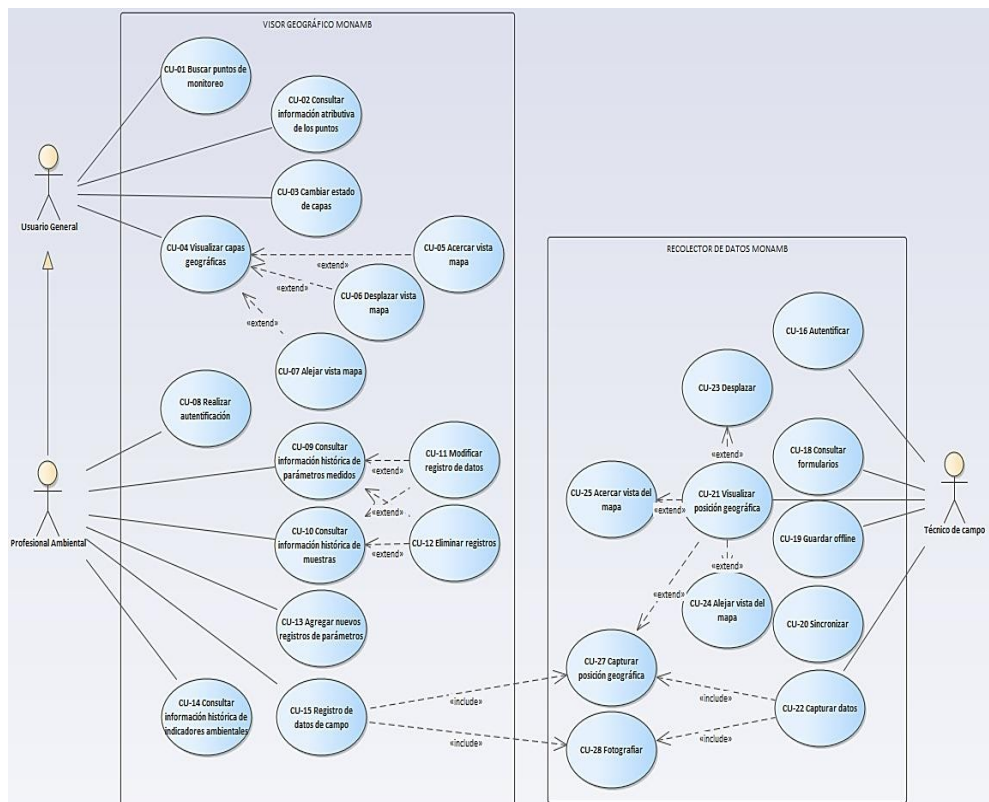 VISOR GEOGRÁFICO MONAMB
CU-01 Buscar puntos de
monitoreo
CU-02 Consultar
información atributiva
de los puntos
CU-03 Cambiar estado
de capas
Usuario General
CU-04 Visualizar capas
geográficas
CU-05 Acercar vista
mapa
«extend»
CU-06 Desplazar vista
mapa
«extend»
«extend»
CU-07 Alejar vista mapa
CU-08 Realizar
autentificación
CU-09 Consultar
información histórica de
parámetros medidos
CU-11 Modificar
registro de datos
«extend»
«extend»
Profesional Ambiental
CU-10 Consultar
información histórica de
muestras
CU-12 Eliminar registros
«extend»
CU-13 Agregar nuevos
registros de parámetros
CU-14 Consultar
información histórica de
indicadores ambientales
CU-15 Registro de
datos de campo
«include»
«include»
RECOLECTOR DE DATOS MONAMB
CU-16 Autentificar
CU-23 Desplazar
«extend»
CU-18 Consultar
formularios
CU-25 Acercar vista del
mapa
«extend»
CU-21 Visualizar
posición geográfica
Técnico de campo
CU-19 Guardar offline
«extend»
«extend»
CU-24 Alejar vista del
mapa
CU-20 Sincronizar
CU-27 Capturar
posición geográfica
«include»
CU-22 Capturar datos
«include»
CU-28 Fotografiar